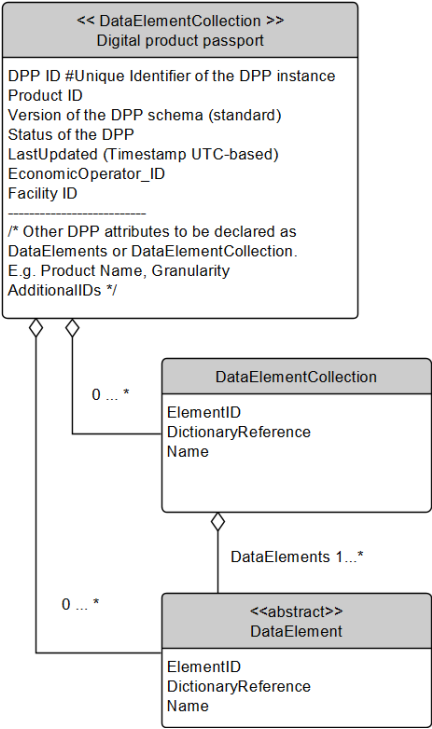 << DataElementCollection >>
Digital product passport
DPP ID #Unique Identifier of the DPP instance
Product ID
Version of the DPP schema (standard)
Status of the DPP
LastUpdated (Timestamp UTC-based)
EconomicOperator_ID
Facility ID
--------------------------
/* Other DPP attributes to be declared as
DataElements or DataElementCollection.
E.g. Product Name, Granularity
AdditionalIDs */
0 ... *
DataElementCollection
ElementID
DictionaryReference
Name
DataElements 1...*
0 ... *
<<abstract>>
DataElement
ElementID
DictionaryReference
Name